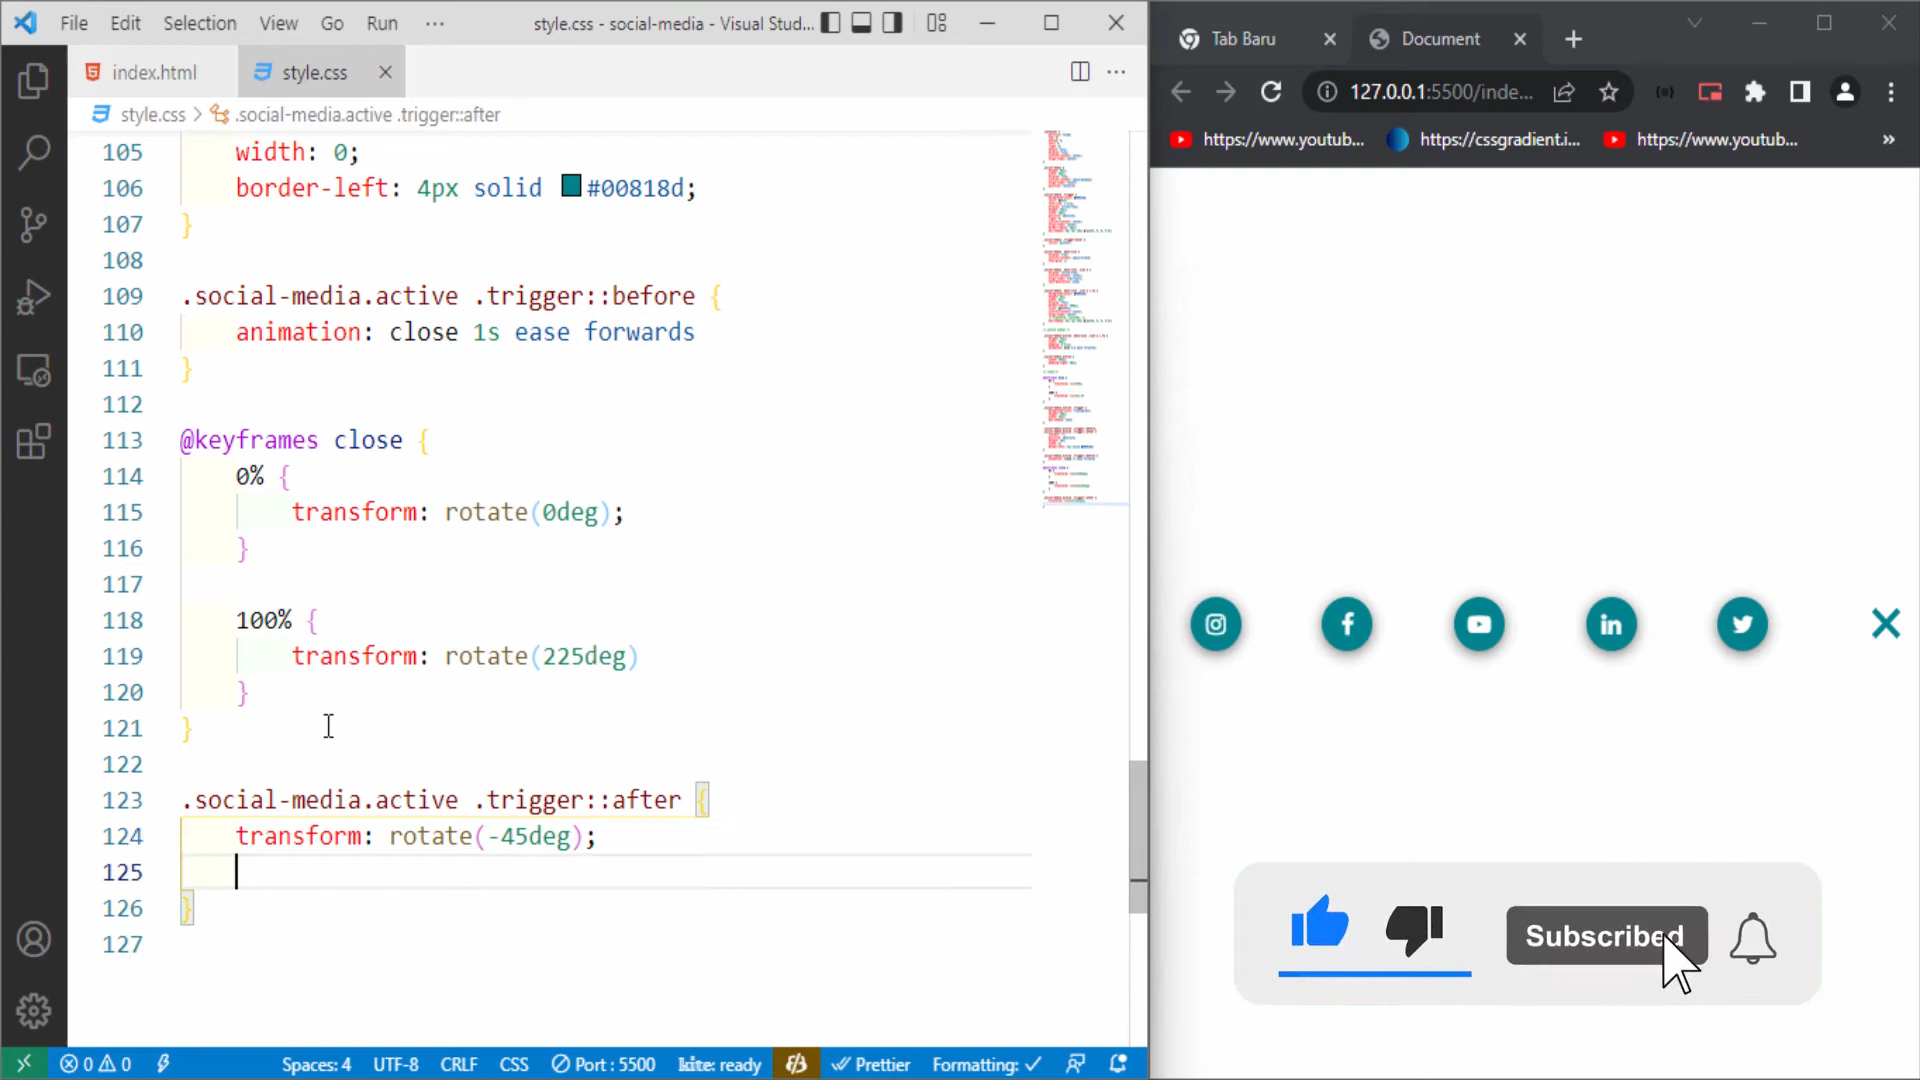 File Edit Selection View Go Run ··· style.css - social-media - Visual Stud...
index.html style.css
style.css > .social-media.active .trigger::after
105 width: 0;
106 border-left: 4px solid #00818d;
107 }
108
109 .social-media.active .trigger::before {
110 animation: close 1s ease forwards
111 }
112
113 @keyframes close {
114 0% {
115 transform: rotate(0deg);
116 }
117
118 100% {
119 transform: rotate(225deg)
120 }
121 }
122
123 .social-media.active .trigger::after {
124 transform: rotate(-45deg);
125
126 }
127
0 0 Spaces: 4 UTF-8 CRLF CSS Port : 5500 kite: ready Prettier Formatting: ✓
Tab Baru Document
127.0.0.1:5500/inde...
https://www.youtub... https://cssgradient.i... https://www.youtub... »
in
Subscribed